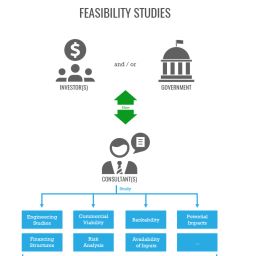 FEASIBILITY STUDIES
and / or
INVESTOR(S)
GOVERNMENT
CONSULTANT(S)
Study
Engineering Studies
Commercial Viability
Bankability
Potential Impacts
Financing Structures
Risk Analysis
Availability of Inputs
...